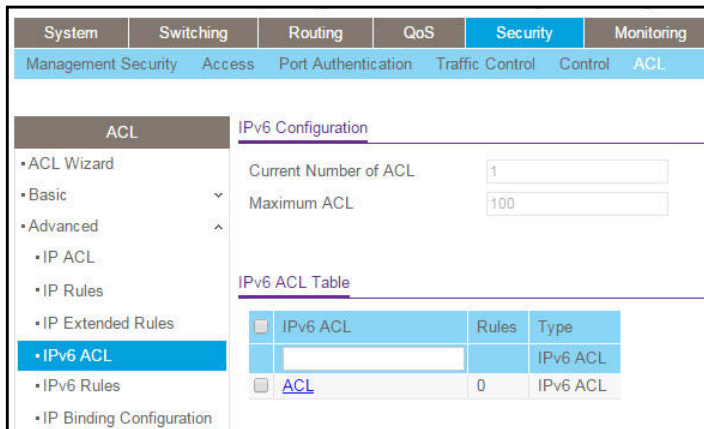 System Switching Routing QoS Security Monitoring
Management Security Access Port Authentication Traffic Control Control ACL
ACL
ACL Wizard
Basic
Advanced
IP ACL
IP Rules
IP Extended Rules
IPv6 ACL
IPv6 Rules
IP Binding Configuration
IPv6 Configuration
Current Number of ACL 1
Maximum ACL 100
IPv6 ACL Table
IPv6 ACL Rules Type
IPv6 ACL
ACL 0 IPv6 ACL